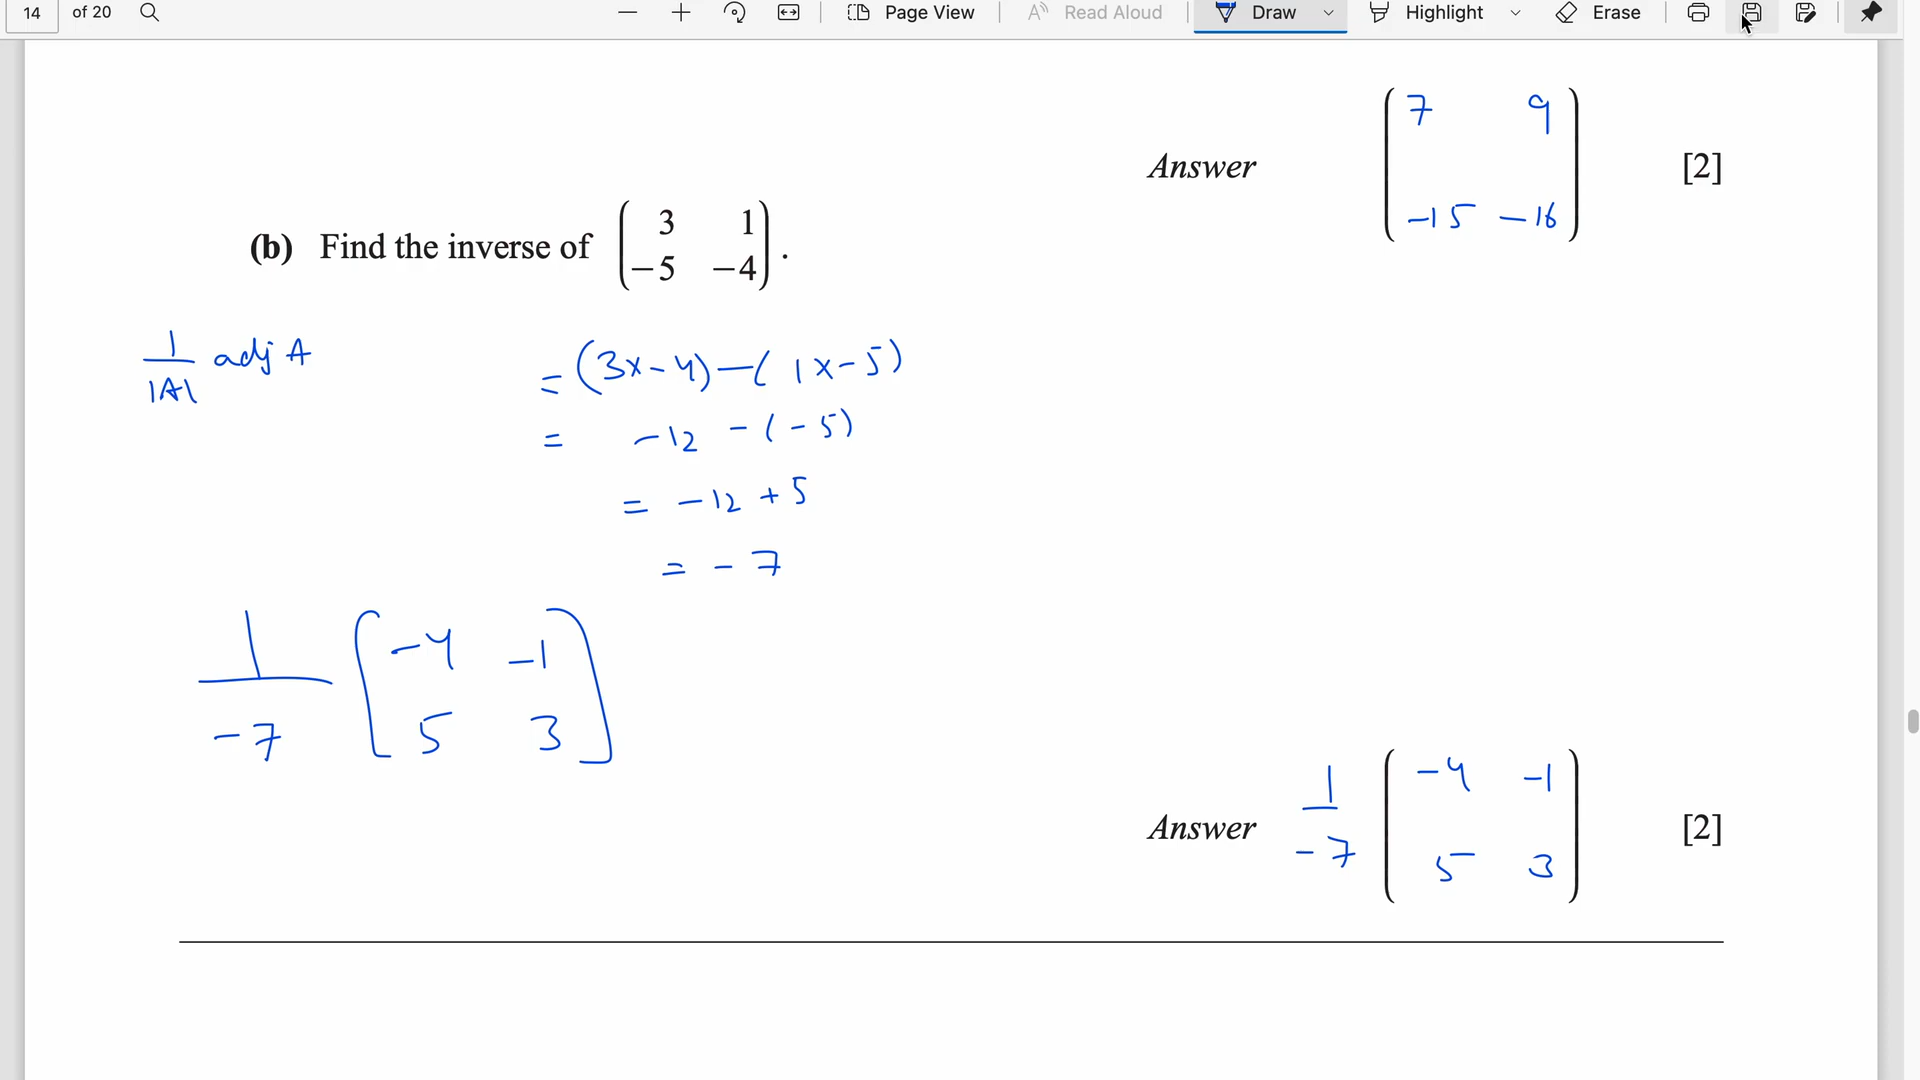 14 of 20 Page View Read Aloud Draw Highlight Erase
7 9
Answer [2]
-15 -16
(b) Find the inverse of ( 3 1
-5 -4 ) .
1/|A| adj A
= (3x-4)-(1x-5)
= -12 -(-5)
= -12 +5
= -7
1/-7 [ -4 -1
5 3 ]
Answer 1/-7 ( -4 -1
5 3 ) [2]